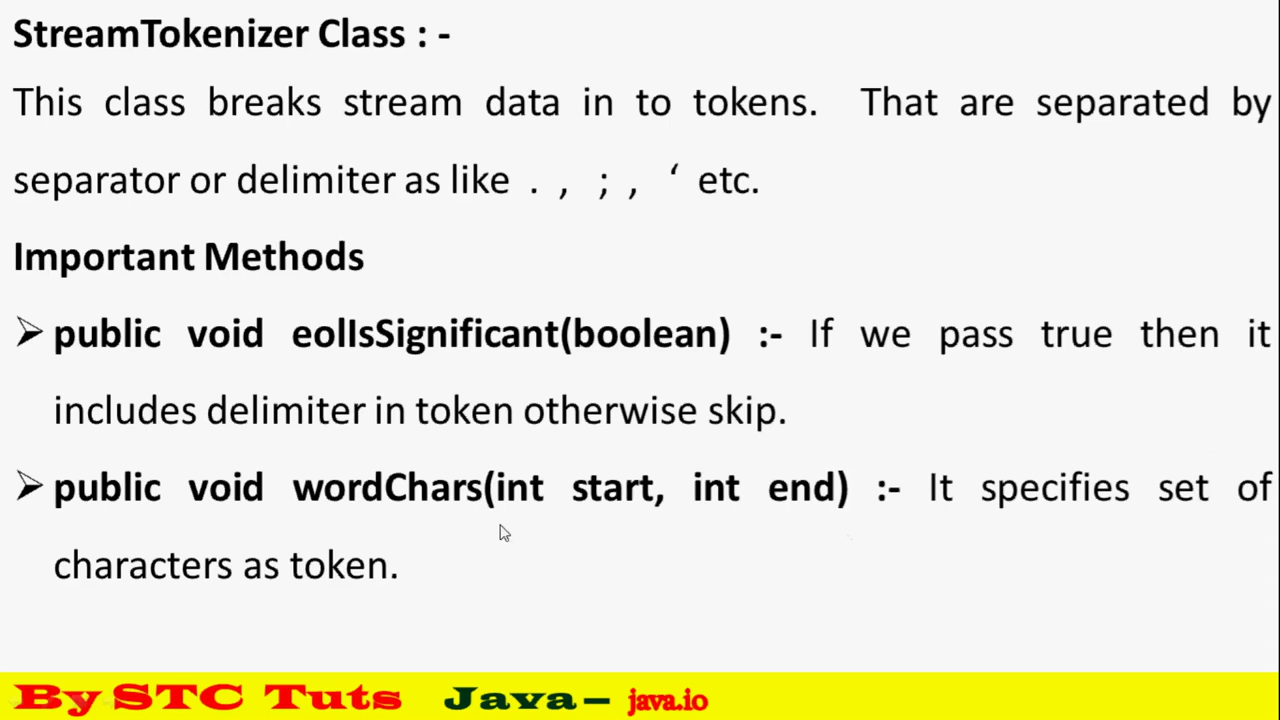 StreamTokenizer Class : -
This class breaks stream data in to tokens. That are separated by
separator or delimiter as like . , ; , ‘ etc.
Important Methods
➢ public void eolIsSignificant(boolean) :- If we pass true then it
includes delimiter in token otherwise skip.
➢ public void wordChars(int start, int end) :- It specifies set of
characters as token.
By STC Tuts Java – java.io